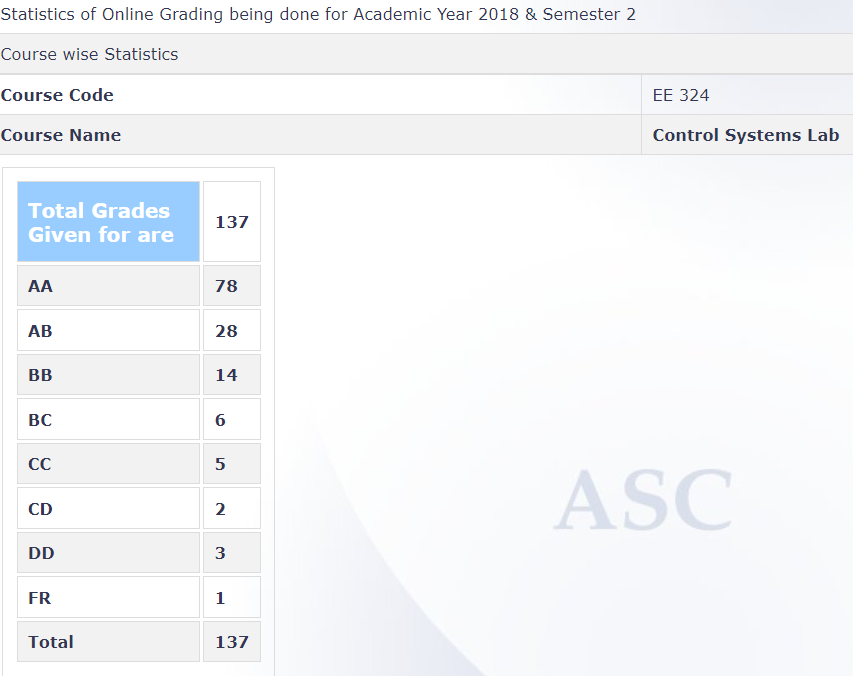 Statistics of Online Grading being done for Academic Year 2018 & Semester 2
Course wise Statistics
Course Code EE 324
Course Name Control Systems Lab
Total Grades
Given for are 137
AA 78
AB 28
BB 14
BC 6
CC 5
CD 2
DD 3
FR 1
Total 137
ASC